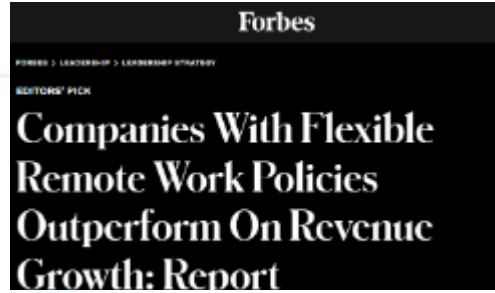 Forbes
FORBES > LEADERSHIP > LEADERSHIP STRATEGY
EDITORS' PICK
Companies With Flexible
Remote Work Policies
Outperform On Revenue
Growth: Report